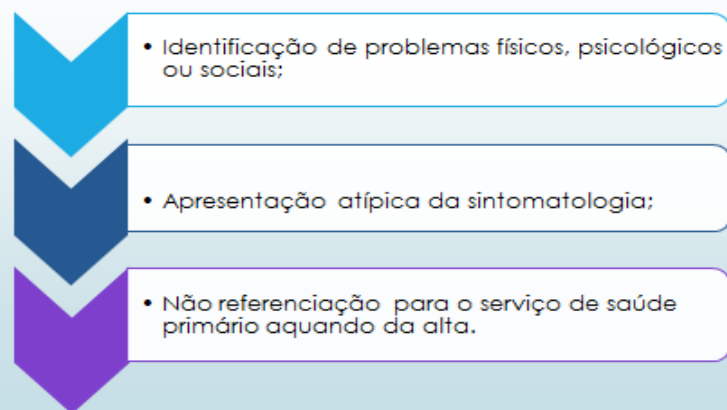 • Identificação de problemas físicos, psicológicos
ou sociais;
• Apresentação atípica da sintomatologia;
• Não referenciação para o serviço de saúde
primário aquando da alta.